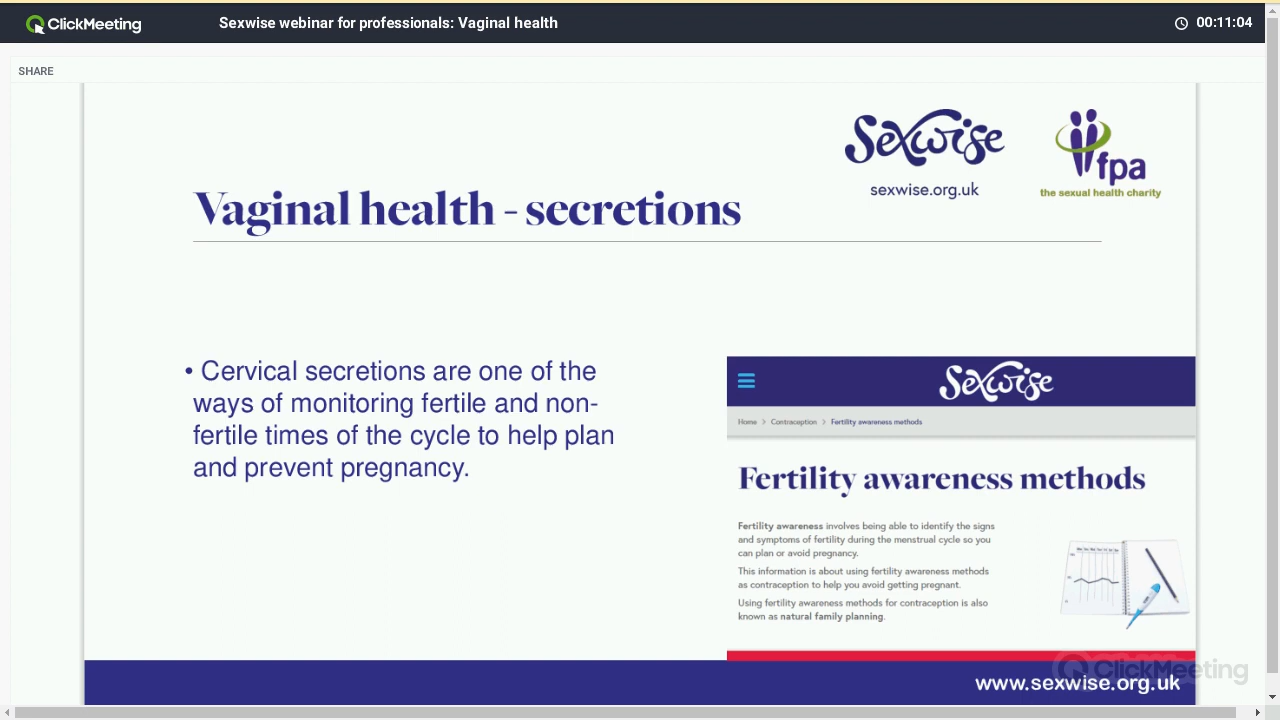 ClickMeeting
Sexwise webinar for professionals: Vaginal health
00:11:04
SHARE
Sexwise
sexwise.org.uk
fpa
the sexual health charity
Vaginal health - secretions
• Cervical secretions are one of the
ways of monitoring fertile and non-
fertile times of the cycle to help plan
and prevent pregnancy.
Sexwise
Home > Contraception > Fertility awareness methods
Fertility awareness methods
Fertility awareness involves being able to identify the signs
and symptoms of fertility during the menstrual cycle so you
can plan or avoid pregnancy.
This information is about using fertility awareness methods
as contraception to help you avoid getting pregnant.
Using fertility awareness methods for contraception is also
known as natural family planning.
ClickMeeting
www.sexwise.org.uk